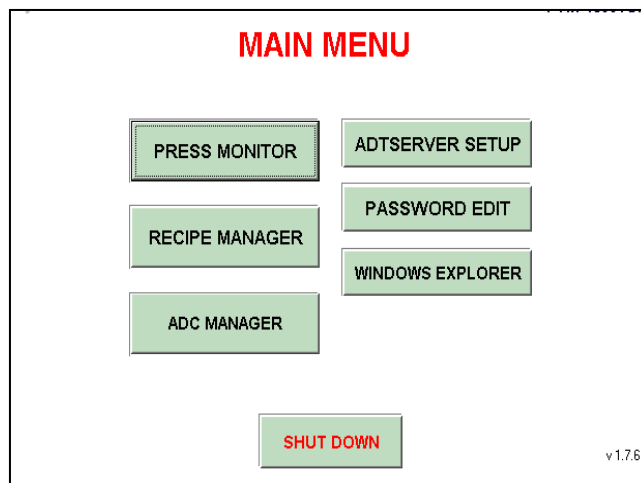 MAIN MENU
PRESS MONITOR
ADTSERVER SETUP
RECIPE MANAGER
PASSWORD EDIT
WINDOWS EXPLORER
ADC MANAGER
SHUT DOWN
v 1.7.6